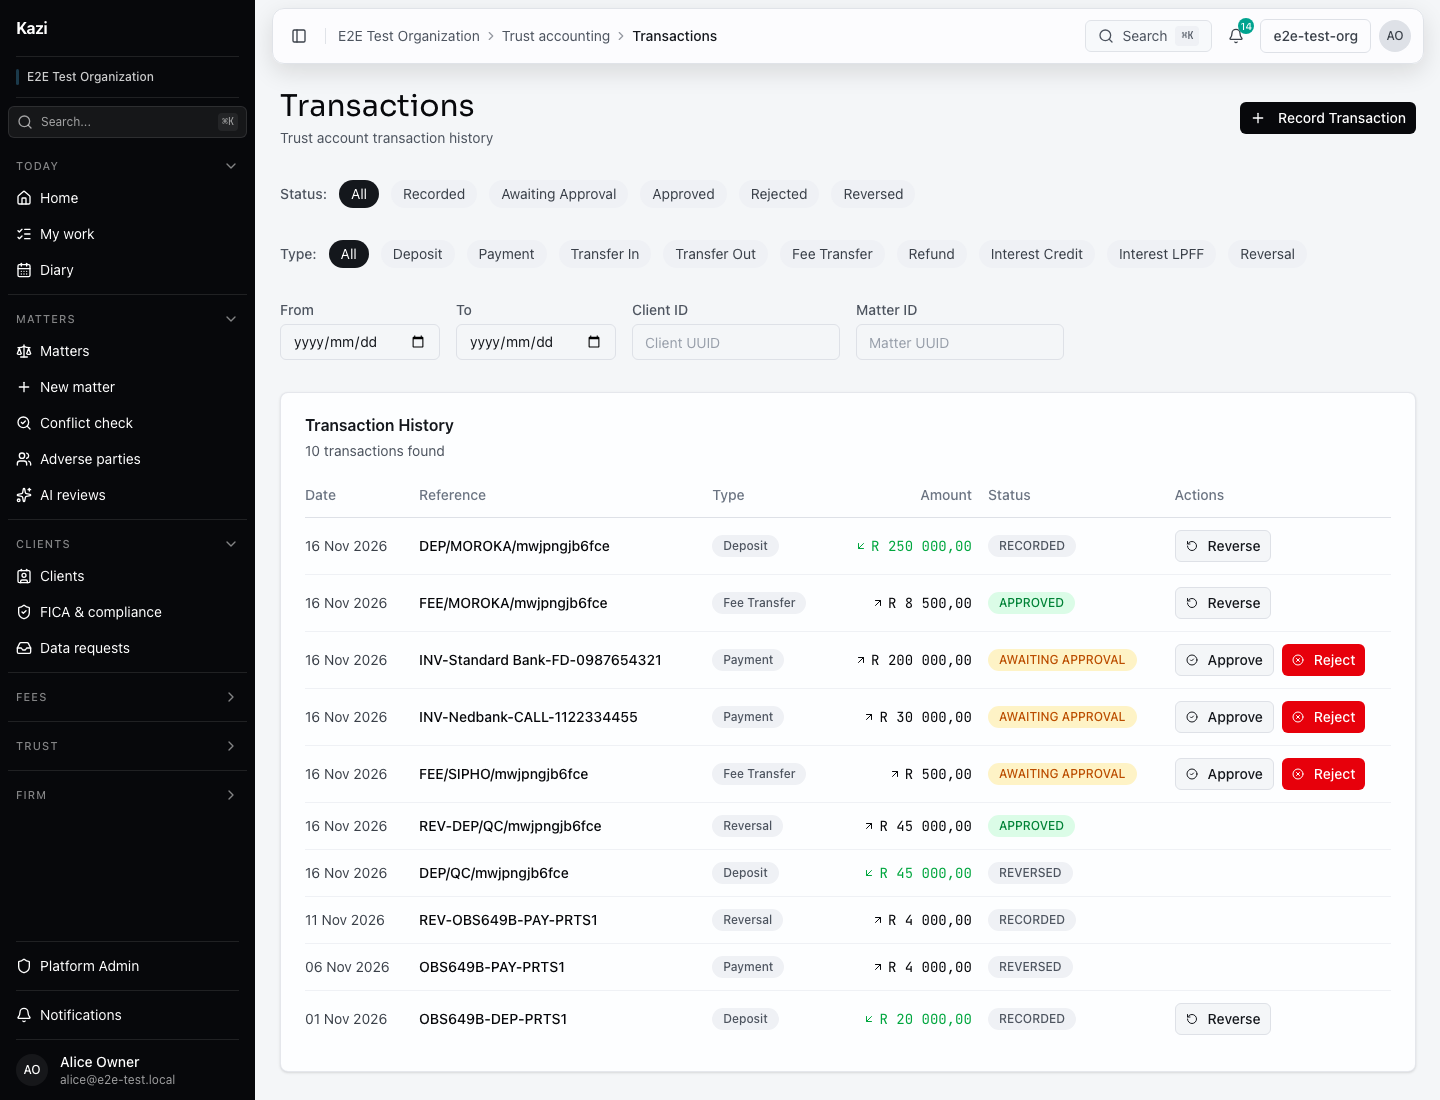 Kazi
E2E Test Organization
Search... ⌘K
TODAY
Home
My work
Diary
MATTERS
Matters
New matter
Conflict check
Adverse parties
AI reviews
CLIENTS
Clients
FICA & compliance
Data requests
FEES
TRUST
FIRM
Platform Admin
Notifications
AO Alice Owner
alice@e2e-test.local
E2E Test Organization Trust accounting Transactions
Search ⌘K 14 e2e-test-org AO
Transactions
Trust account transaction history
Record Transaction
Status: All Recorded Awaiting Approval Approved Rejected Reversed
Type: All Deposit Payment Transfer In Transfer Out Fee Transfer Refund Interest Credit Interest LPFF Reversal
From To Client ID Matter ID
yyyy/mm/dd yyyy/mm/dd Client UUID Matter UUID
Transaction History
10 transactions found
Date Reference Type Amount Status Actions
16 Nov 2026 DEP/MOROKA/mwjpngjb6fce Deposit R 250 000,00 RECORDED Reverse
16 Nov 2026 FEE/MOROKA/mwjpngjb6fce Fee Transfer R 8 500,00 APPROVED Reverse
16 Nov 2026 INV-Standard Bank-FD-0987654321 Payment R 200 000,00 AWAITING APPROVAL Approve Reject
16 Nov 2026 INV-Nedbank-CALL-1122334455 Payment R 30 000,00 AWAITING APPROVAL Approve Reject
16 Nov 2026 FEE/SIPHO/mwjpngjb6fce Fee Transfer R 500,00 AWAITING APPROVAL Approve Reject
16 Nov 2026 REV-DEP/QC/mwjpngjb6fce Reversal R 45 000,00 APPROVED
16 Nov 2026 DEP/QC/mwjpngjb6fce Deposit R 45 000,00 REVERSED
11 Nov 2026 REV-OBS649B-PAY-PRTS1 Reversal R 4 000,00 RECORDED
06 Nov 2026 OBS649B-PAY-PRTS1 Payment R 4 000,00 REVERSED
01 Nov 2026 OBS649B-DEP-PRTS1 Deposit R 20 000,00 RECORDED Reverse